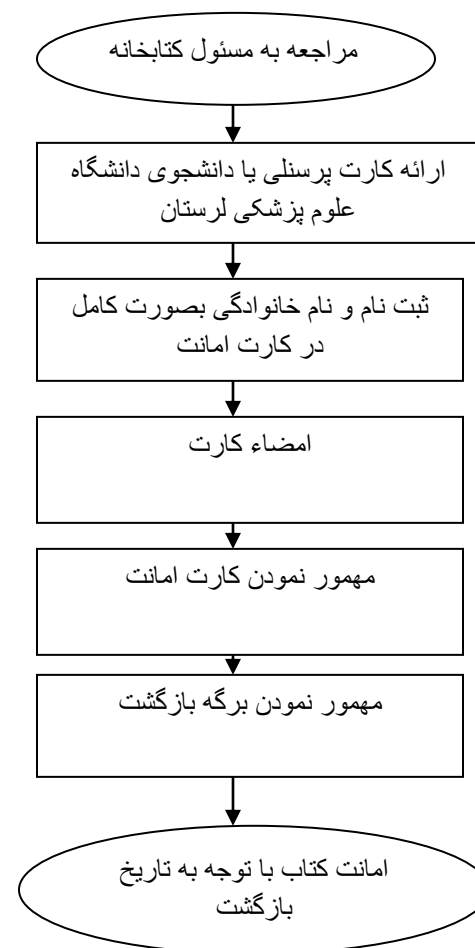 مراجعه به مسئول کتابخانه
ارائه کارت پرسنلی یا دانشجوی دانشگاه
علوم پزشکی لرستان
ثبت نام و نام خانوادگی بصورت کامل
در کارت امانت
امضاء کارت
مهمور نمودن کارت امانت
مهمور نمودن برگه بازگشت
امانت کتاب با توجه به تاریخ
بازگشت